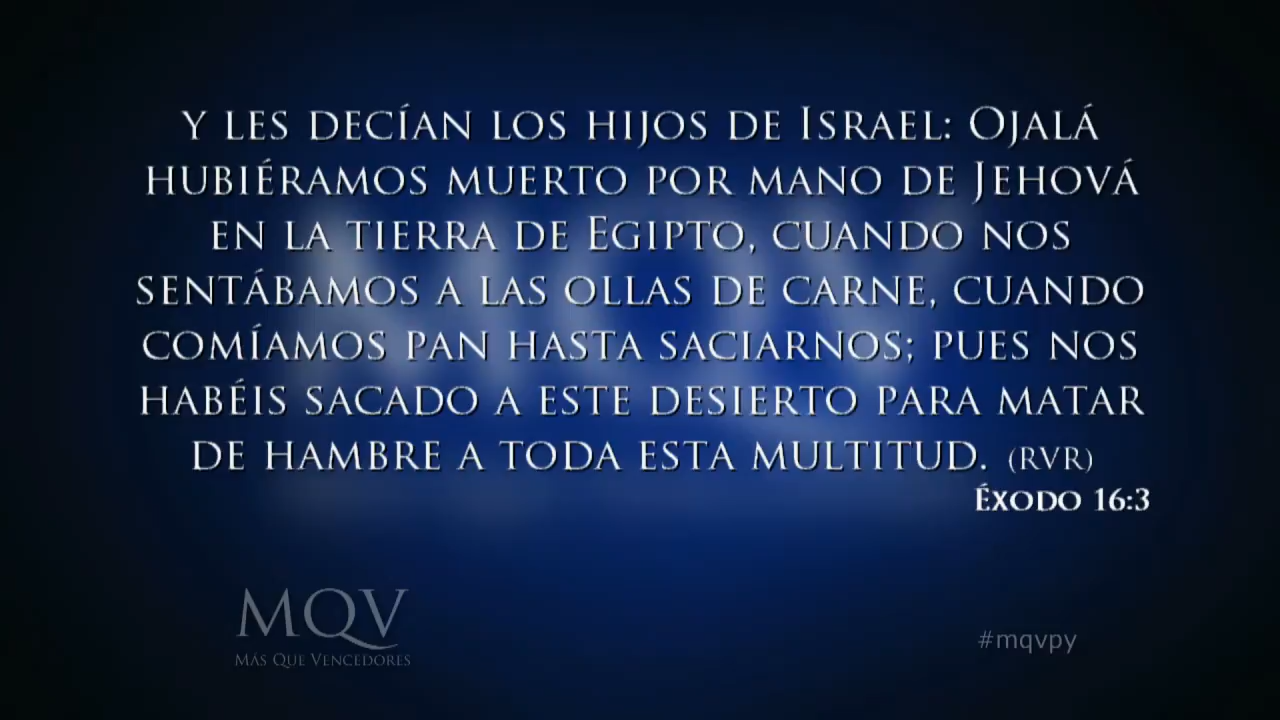 Y LES DECÍAN LOS HIJOS DE ISRAEL: OJALÁ
HUBIÉRAMOS MUERTO POR MANO DE JEHOVÁ
EN LA TIERRA DE EGIPTO, CUANDO NOS
SENTÁBAMOS A LAS OLLAS DE CARNE, CUANDO
COMÍAMOS PAN HASTA SACIARNOS; PUES NOS
HABÉIS SACADO A ESTE DESIERTO PARA MATAR
DE HAMBRE A TODA ESTA MULTITUD. (RVR)
ÉXODO 16:3
MQV
MÁS QUE VENCEDORES
#mqvpy